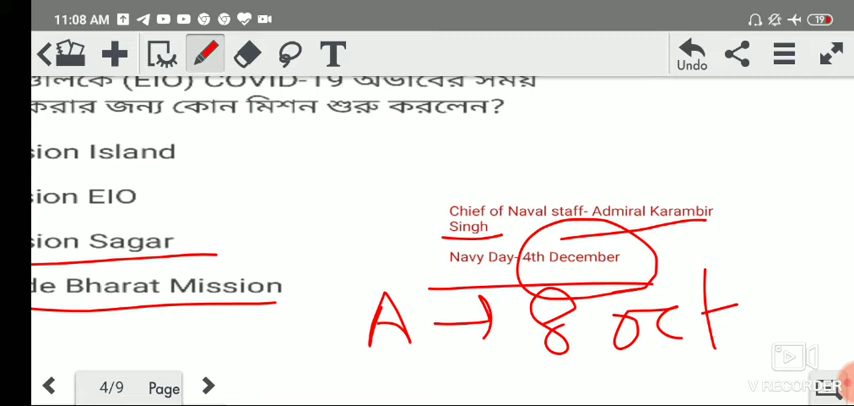 11:08 AM
19
T
Undo
(EIO) COVID-19 অভাবের সময়
করার জন্য কোন মিশন শুরু করলেন?
sion Island
sion EIO
sion Sagar
de Bharat Mission
Chief of Naval staff- Admiral Karambir
Singh
Navy Day- 4th December
A → 8 oct
4/9 Page
V RECORDER